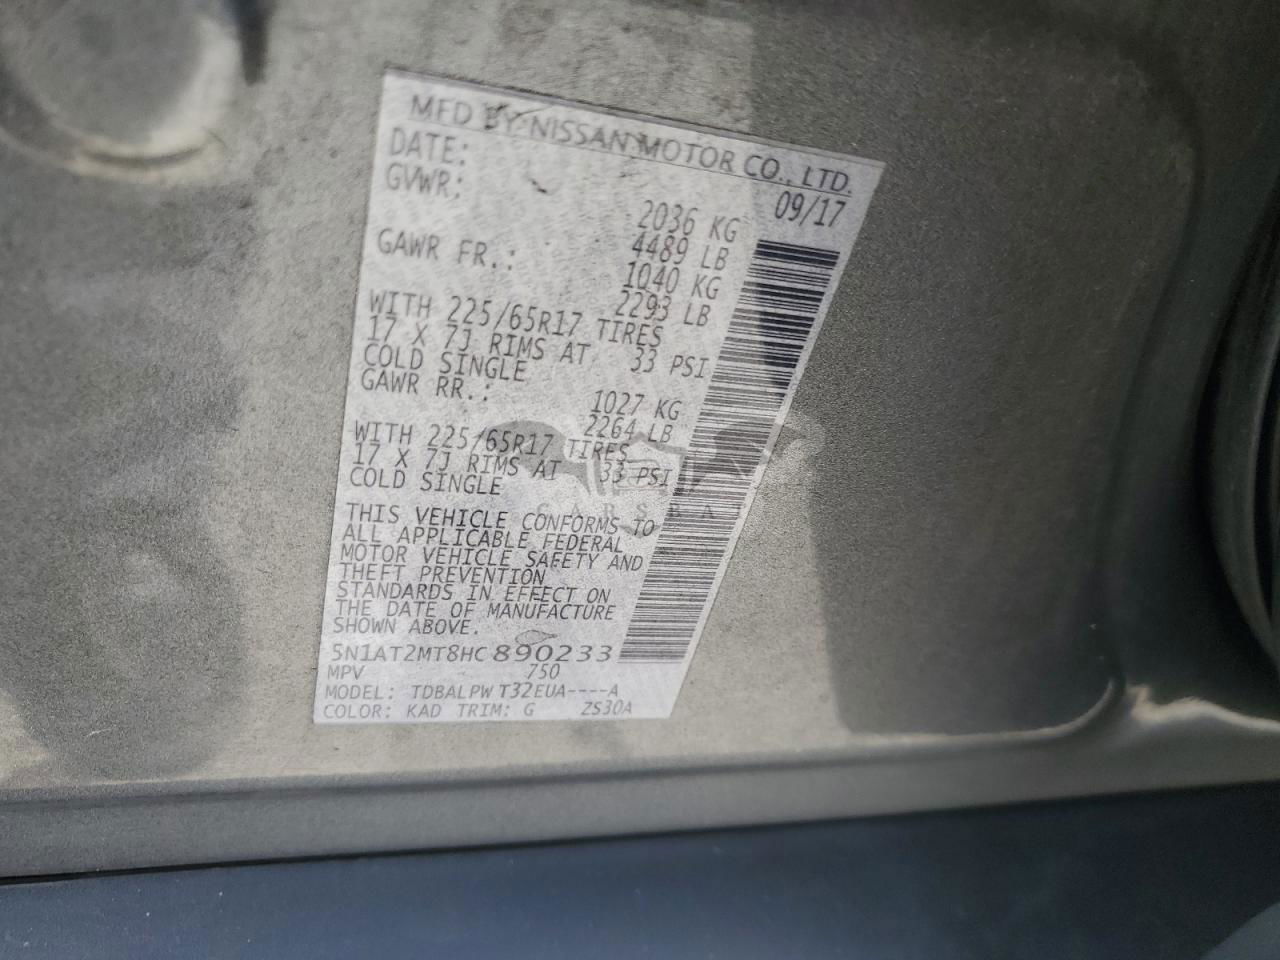 MFD BY NISSAN MOTOR CO., LTD.
DATE: 09/17
GVWR: 2036 KG
4489 LB
GAWR FR.: 1040 KG
2293 LB
WITH 225/65R17 TIRES
17 X 7J RIMS AT 33 PSI
COLD SINGLE
GAWR RR.: 1027 KG
2264 LB
WITH 225/65R17 TIRES
17 X 7J RIMS AT 33 PSI
COLD SINGLE
THIS VEHICLE CONFORMS TO
ALL APPLICABLE FEDERAL
MOTOR VEHICLE SAFETY AND
THEFT PREVENTION
STANDARDS IN EFFECT ON
THE DATE OF MANUFACTURE
SHOWN ABOVE.
5N1AT2MT8HC890233
MPV 750
MODEL: TDBALPW T32EUA----A
COLOR: KAD TRIM: G ZS30A